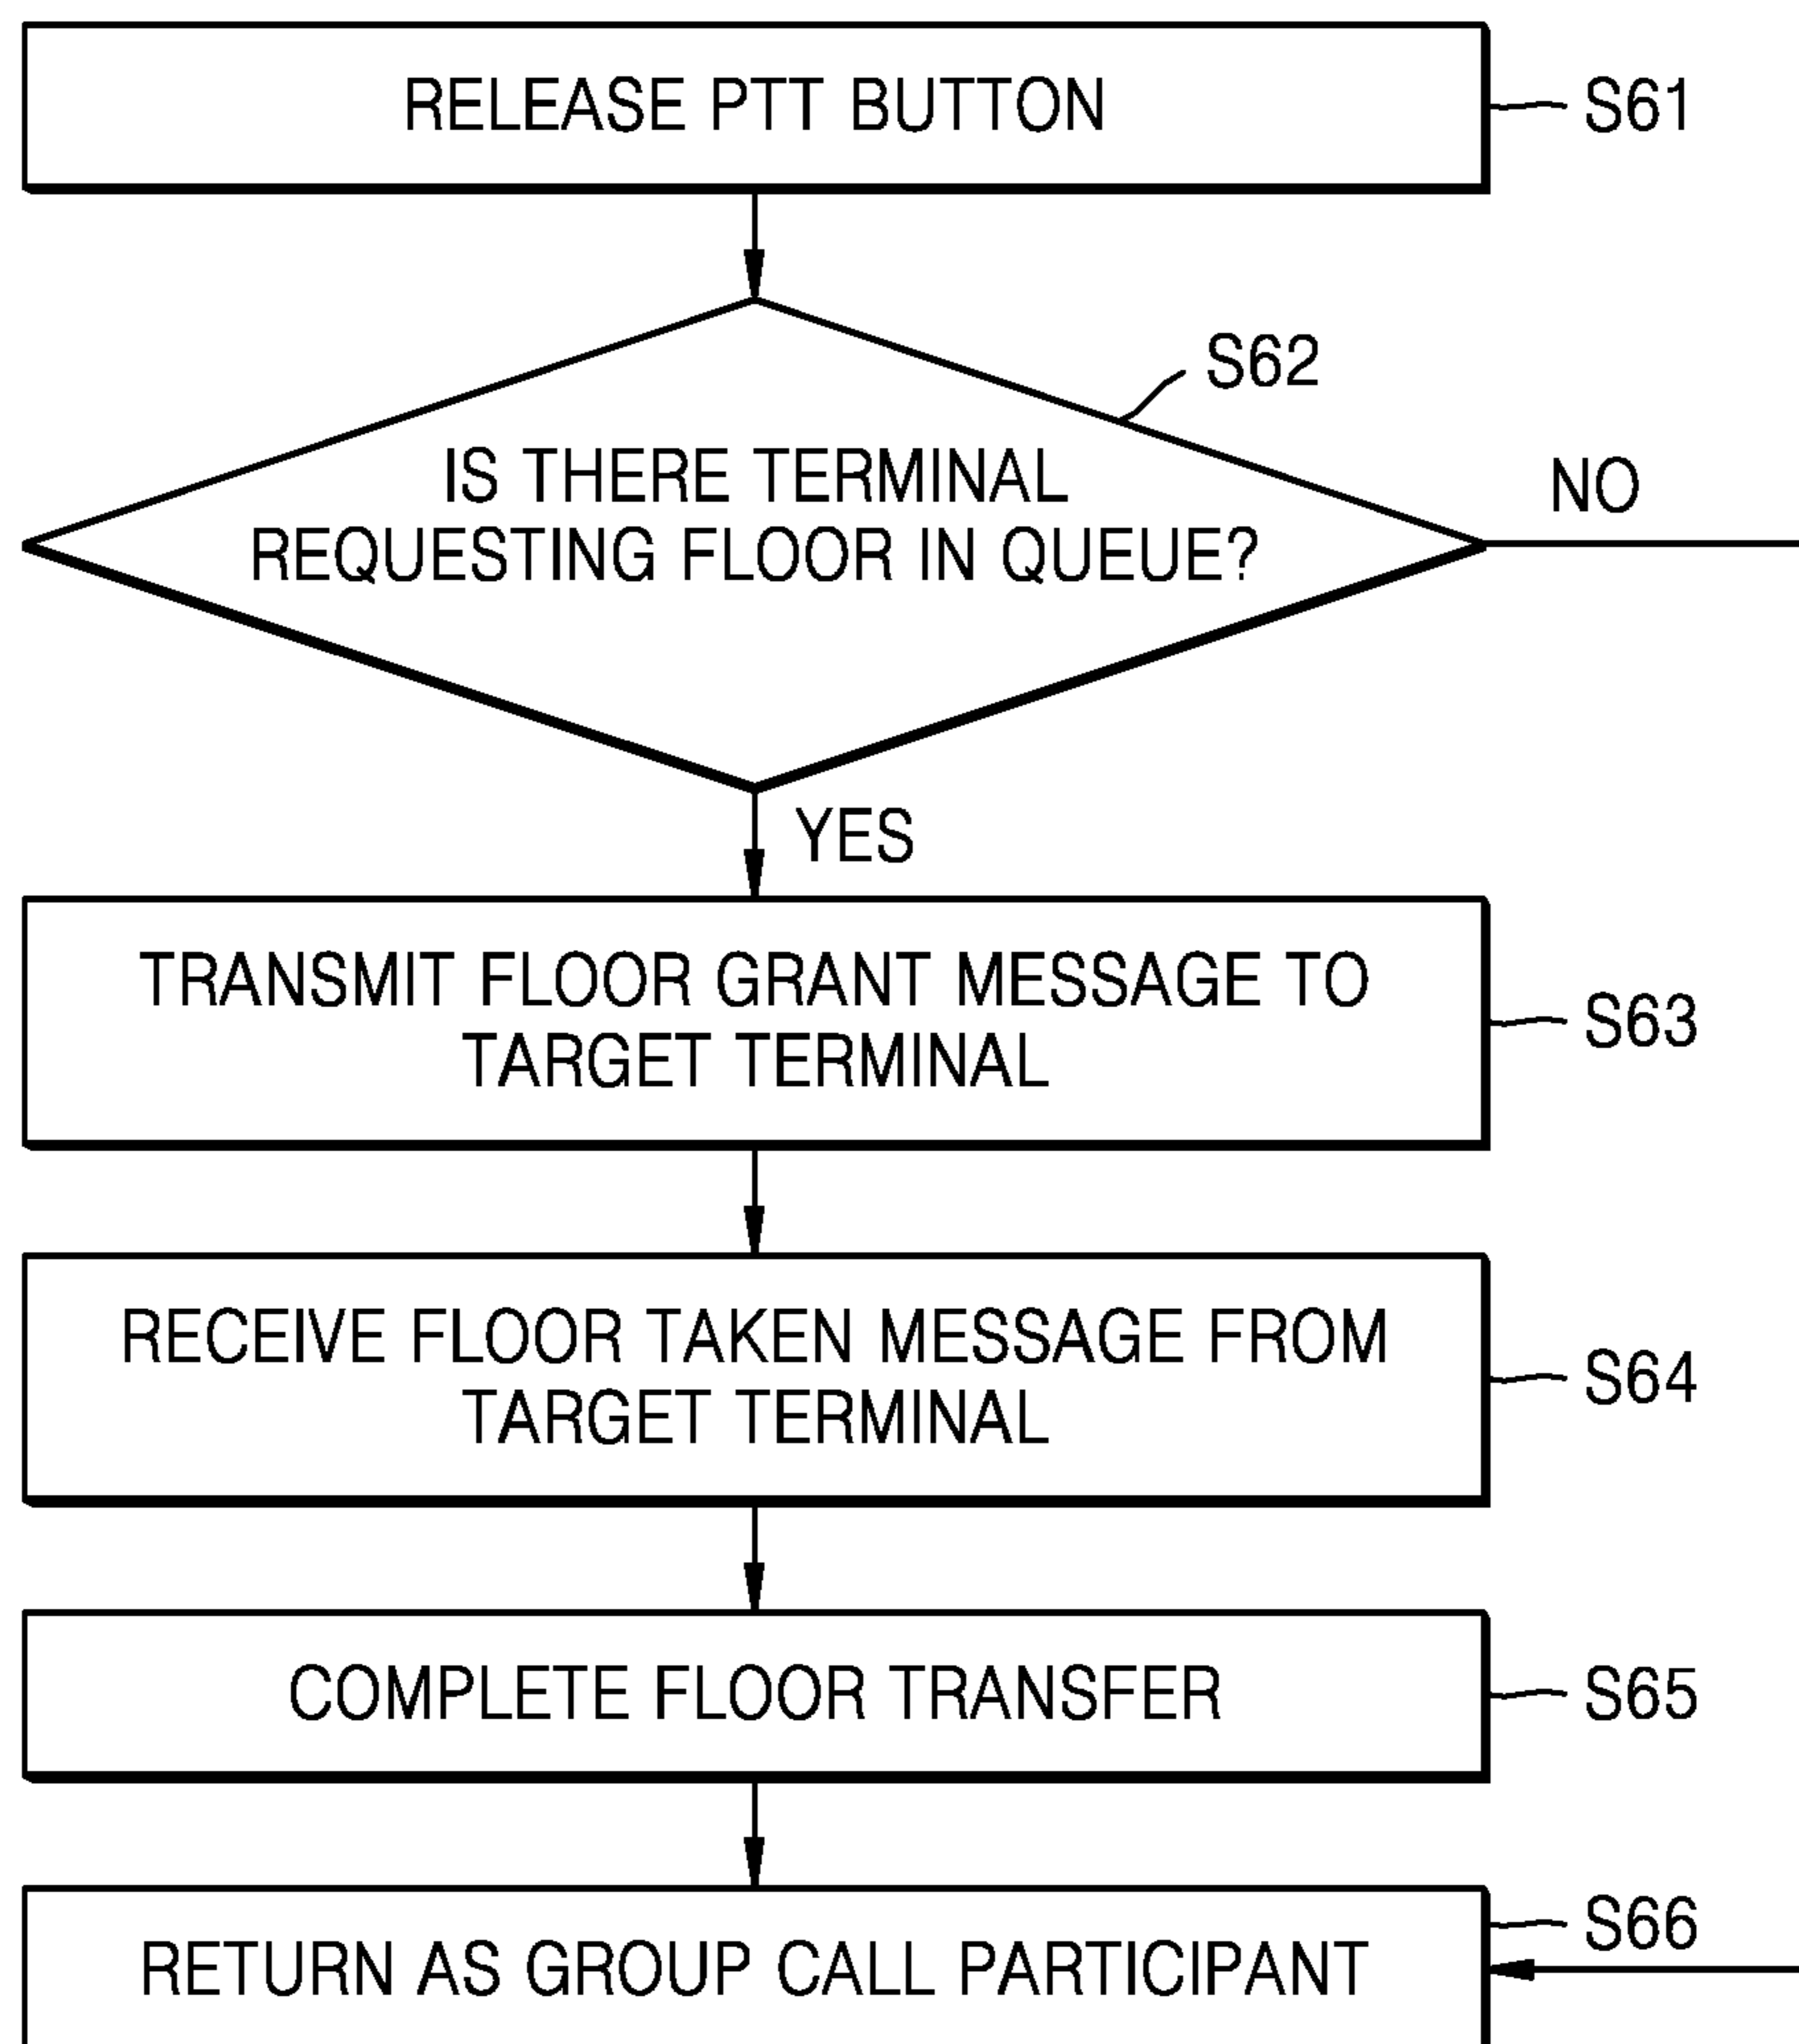 RELEASE PTT BUTTON
S61
S62
IS THERE TERMINAL
REQUESTING FLOOR IN QUEUE?
NO
YES
TRANSMIT FLOOR GRANT MESSAGE TO
TARGET TERMINAL
S63
RECEIVE FLOOR TAKEN MESSAGE FROM
TARGET TERMINAL
S64
COMPLETE FLOOR TRANSFER
S65
RETURN AS GROUP CALL PARTICIPANT
S66